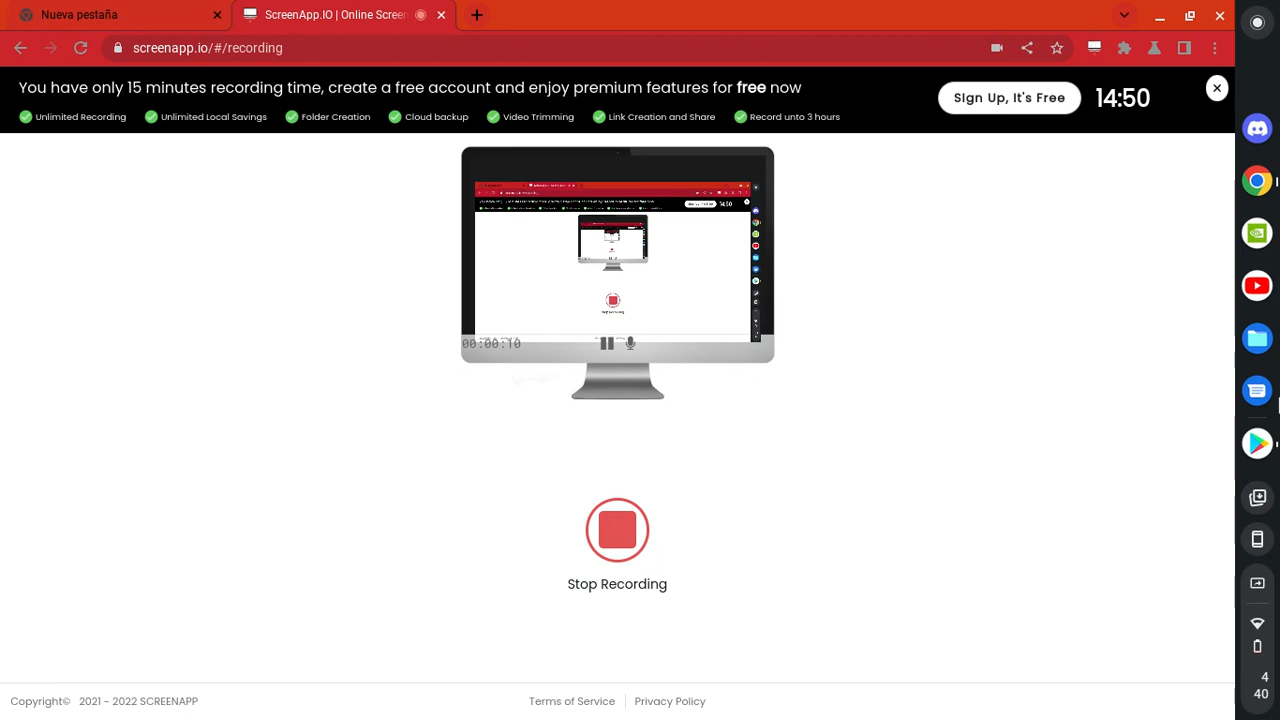 Nueva pestaña
ScreenApp.IO | Online Screen
screenapp.io/#/recording
You have only 15 minutes recording time, create a free account and enjoy premium features for free now
Sign Up, It's Free
14:50
Unlimited Recording
Unlimited Local Savings
Folder Creation
Cloud backup
Video Trimming
Link Creation and Share
Record unto 3 hours
00:00:10
Stop Recording
Copyright© 2021 - 2022 SCREENAPP
Terms of Service
Privacy Policy
4
40